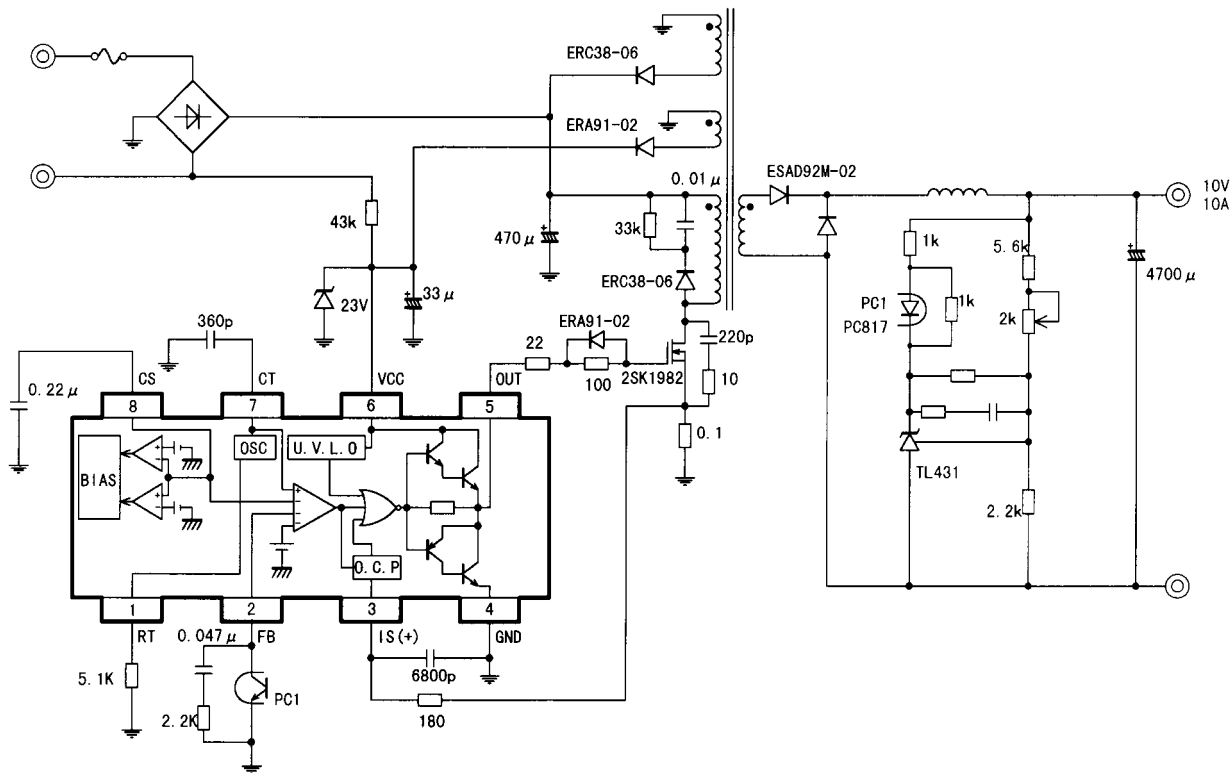 ERC38-06
ERA91-02
ESAD92M-02
10V
10A
0.01μ
43k
470μ
+
33k
1k
5.6k
4700μ
+
ERC38-06
PC1
PC817
1k
2k
23V
33μ
+
360p
ERA91-02
22
100
2SK1982
220p
10
0.22μ
CS
CT
VCC
OUT
8
7
6
5
0.1
TL431
OSC
U.V.L.O
BIAS
2.2k
O.C.P
1
2
3
4
RT
0.047μ
FB
IS(+)
GND
5.1K
6800p
PC1
2.2K
180